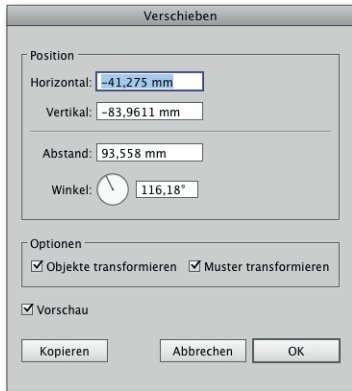 Verschieben
Position
Horizontal: -41,275 mm
Vertikal: -83,9611 mm
Abstand: 93,558 mm
Winkel: 116,18°
Optionen
Objekte transformieren Muster transformieren
Vorschau
Kopieren Abbrechen OK